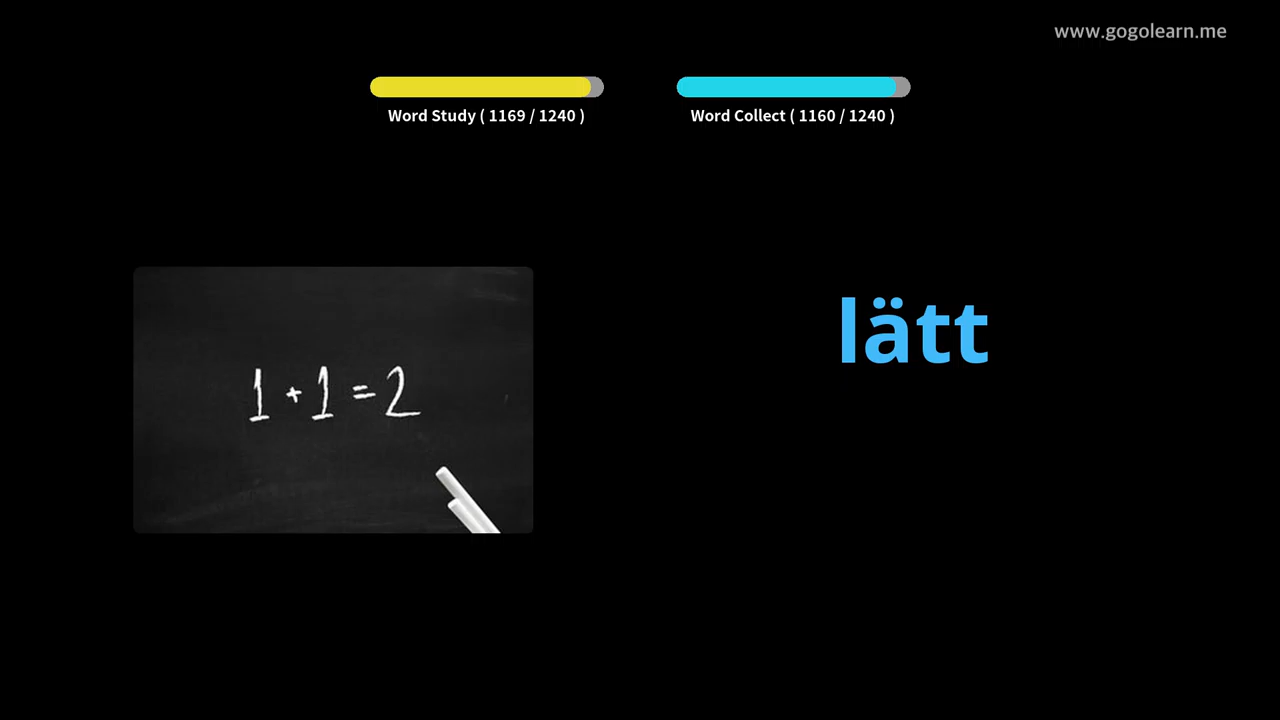 www.gogolearn.me
Word Study ( 1169 / 1240 )
Word Collect ( 1160 / 1240 )
lätt
1 + 1 = 2